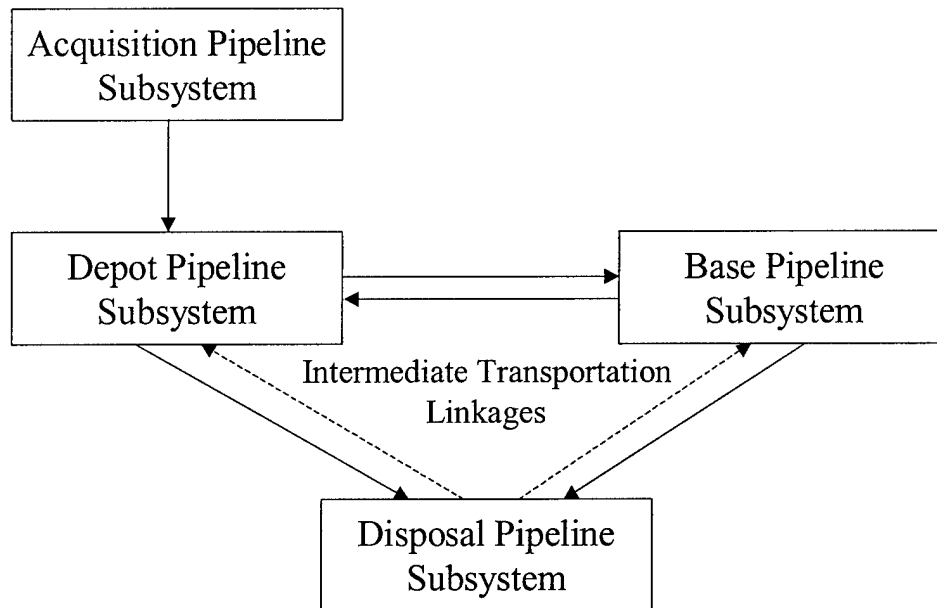 Acquisition Pipeline
Subsystem
Depot Pipeline
Subsystem
Base Pipeline
Subsystem
Intermediate Transportation
Linkages
Disposal Pipeline
Subsystem